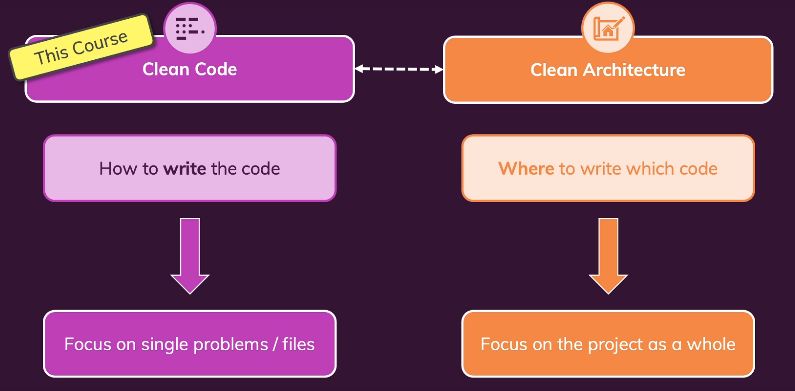 This Course
Clean Code
Clean Architecture
How to write the code
Where to write which code
Focus on single problems / files
Focus on the project as a whole